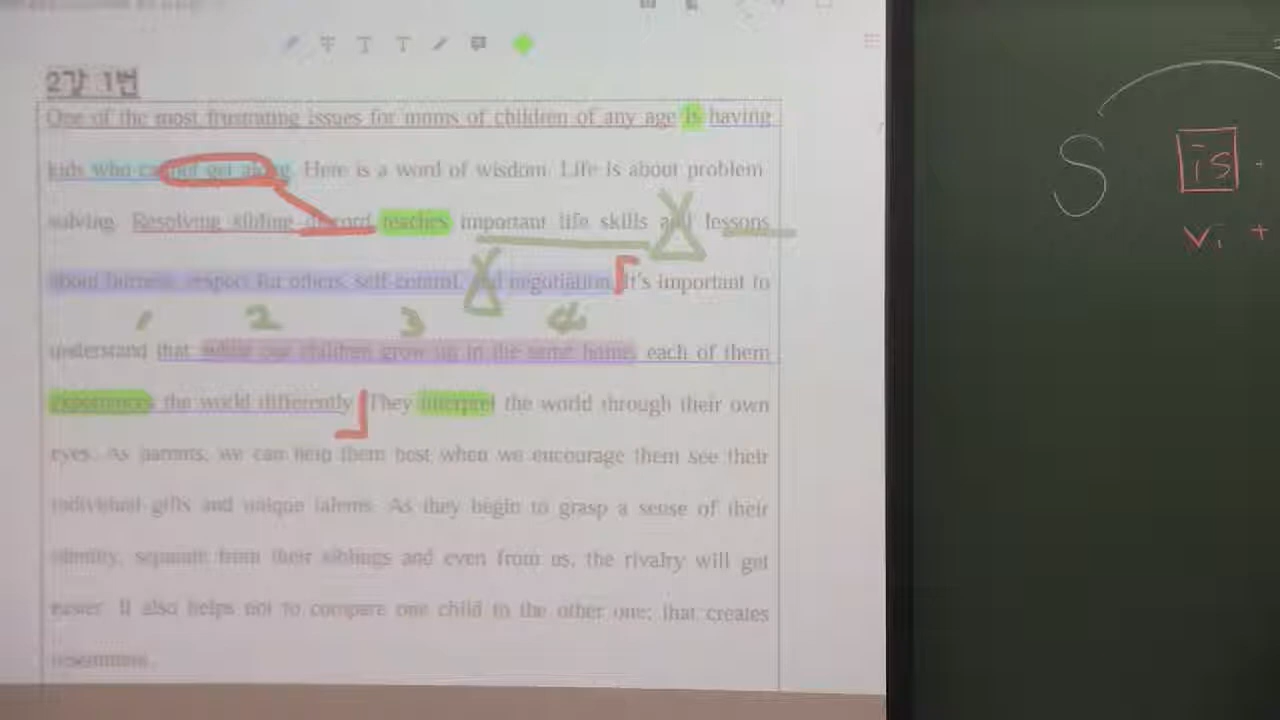 2강 1번
One of the most frustrating issues for moms of children of any age is having
kids who cannot get along. Here is a word of wisdom. Life is about problem
solving. Resolving sibling discord teaches important life skills and lessons
about fairness, respect for others, self-control, and negotiation. It's important to
1 2 3 4
understand that while our children grow up in the same home, each of them
experiences the world differently. They interpret the world through their own
eyes. As parents, we can help them best when we encourage them see their
individual gifts and unique talents. As they begin to grasp a sense of their
identity, separate from their siblings and even from us, the rivalry will get
easier. It also helps not to compare one child to the other one; that creates
resentment.
S is
Vi +